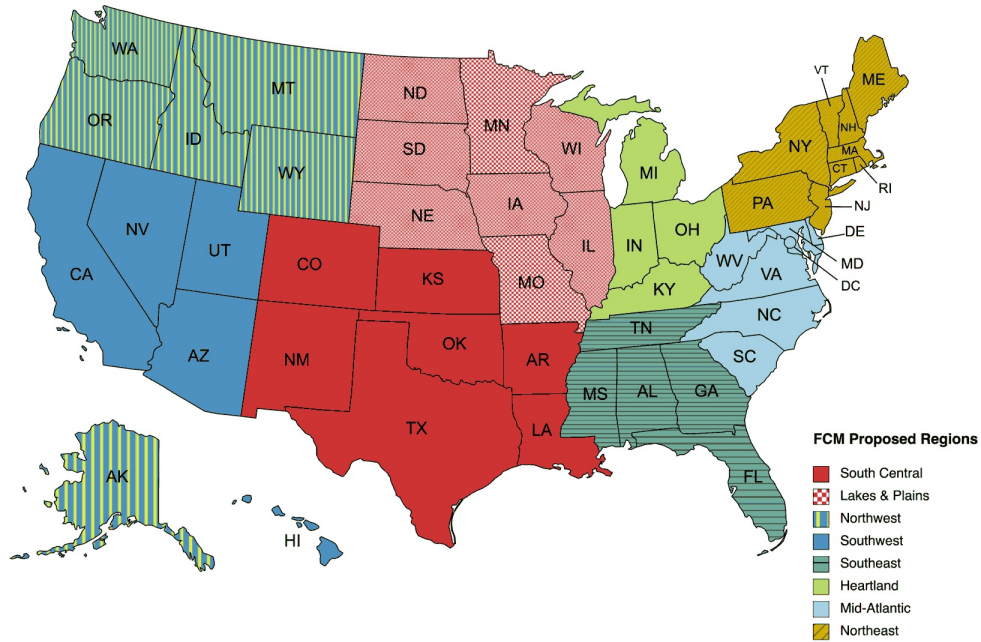 WA
MT
ND
MN
ME
VT
OR
ID
SD
WI
NH
NY
MA
WY
MI
CT
RI
NE
IA
PA
NJ
NV
UT
IL
IN
OH
DE
CA
CO
KS
MO
WV
MD
VA
KY
DC
NC
TN
AZ
NM
OK
AR
SC
MS
AL
GA
TX
LA
FCM Proposed Regions
AK
FL
South Central
Lakes & Plains
Northwest
HI
Southwest
Southeast
Heartland
Mid-Atlantic
Northeast